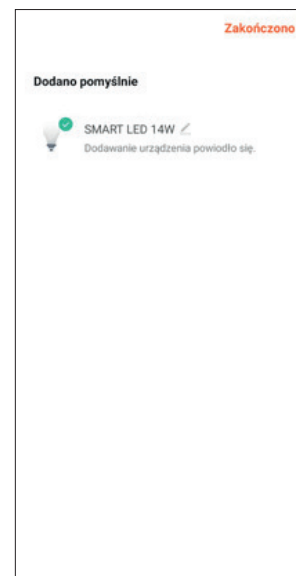 Zakończono
Dodano pomyślnie
SMART LED 14W
Dodawanie urządzenia powiodło się.